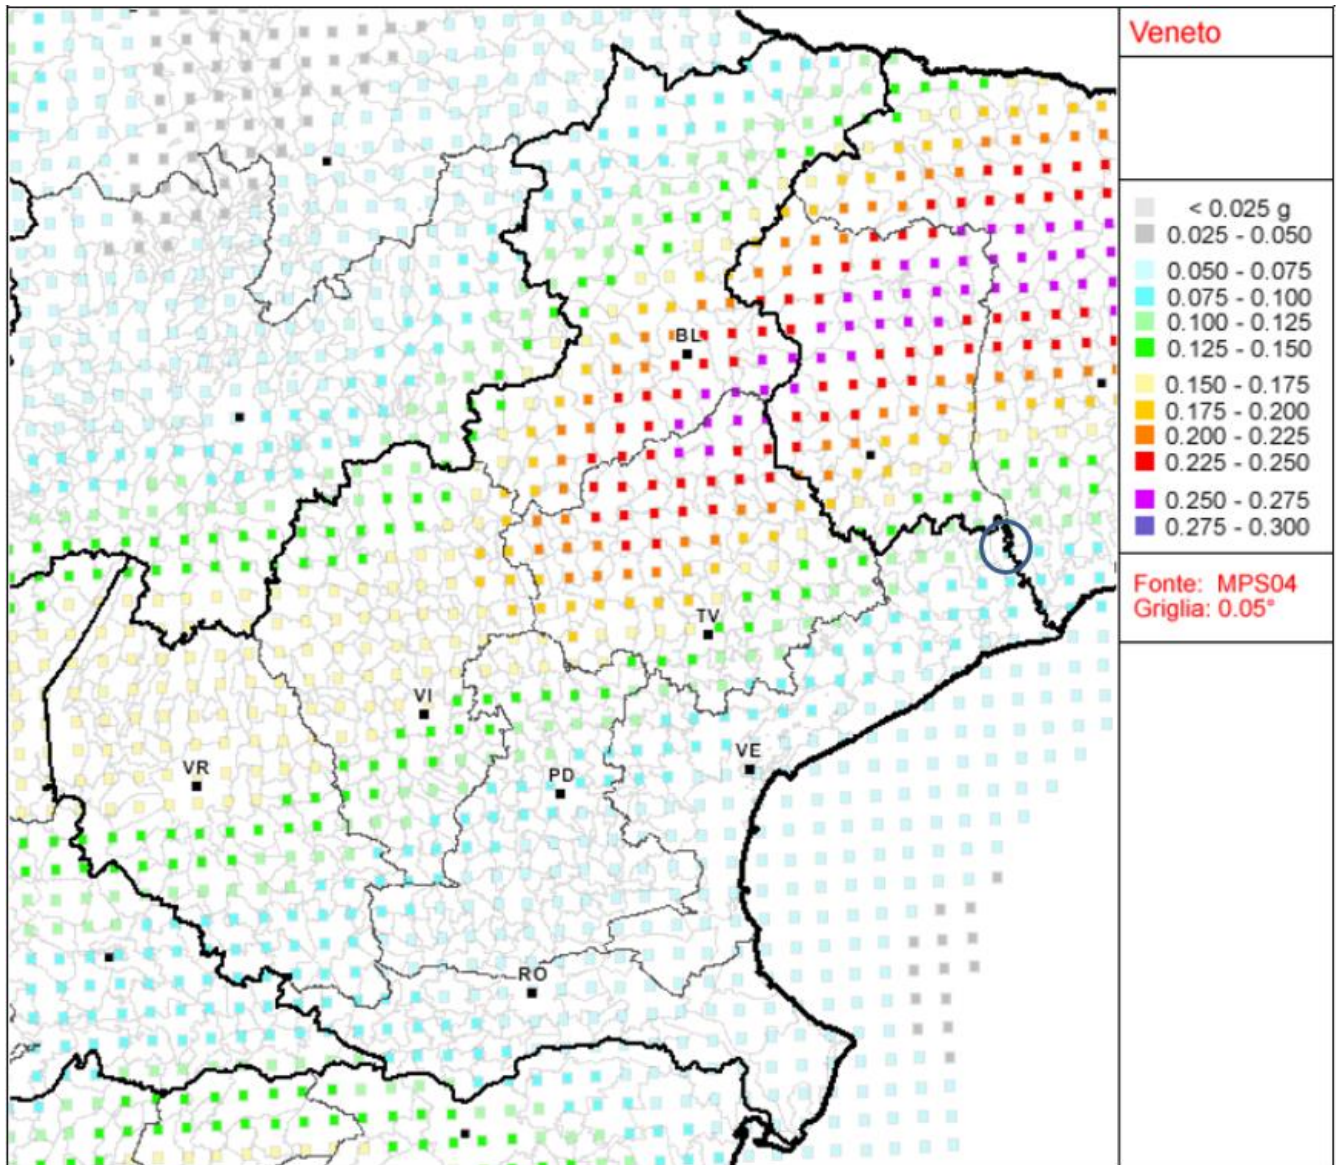 Veneto
< 0.025 g
0.025 - 0.050
0.050 - 0.075
0.075 - 0.100
0.100 - 0.125
0.125 - 0.150
0.150 - 0.175
0.175 - 0.200
0.200 - 0.225
0.225 - 0.250
0.250 - 0.275
0.275 - 0.300
Fonte: MPS04
Griglia: 0.05°
BL
TV
VI
VE
VR
PD
RO